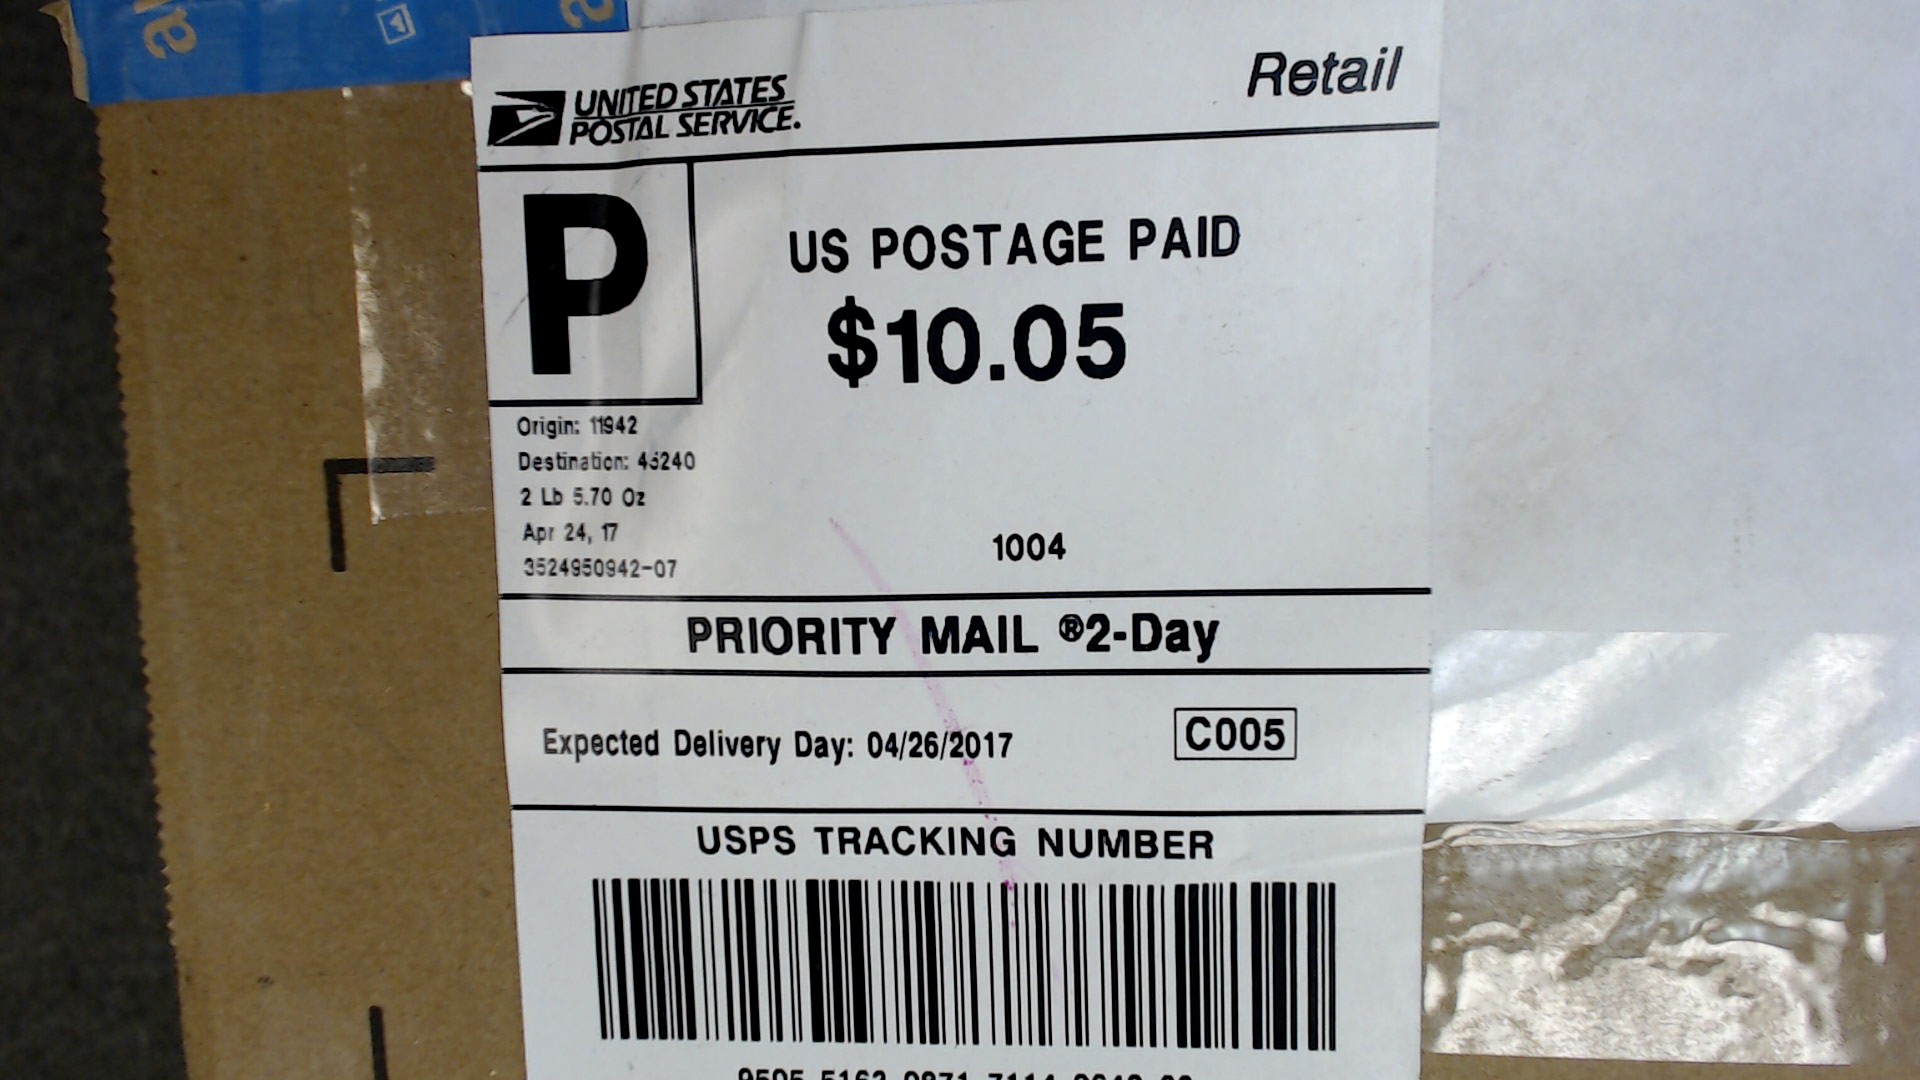 UNITED STATES
POSTAL SERVICE.
Retail
P
US POSTAGE PAID
$10.05
Origin: 11942
Destination: 43240
2 Lb 5.70 Oz
Apr 24, 17
3524950942-07
1004
PRIORITY MAIL ®2-Day
Expected Delivery Day: 04/26/2017
C005
USPS TRACKING NUMBER